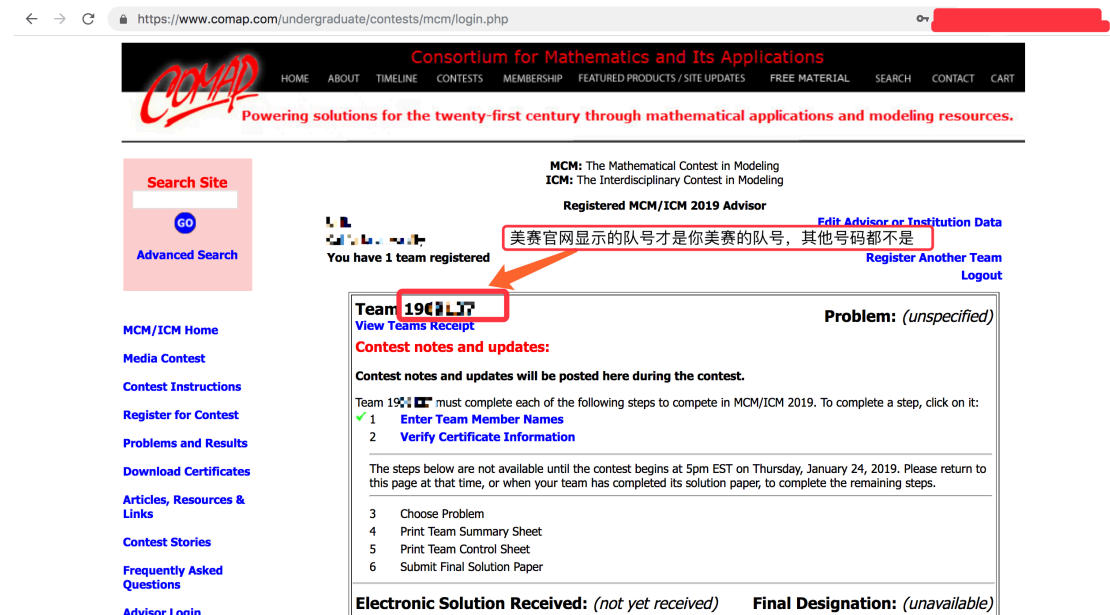 https://www.comap.com/undergraduate/contests/mcm/login.php
Consortium for Mathematics and Its Applications
COMAP
HOME ABOUT TIMELINE CONTESTS MEMBERSHIP FEATURED PRODUCTS / SITE UPDATES FREE MATERIAL SEARCH CONTACT CART
Powering solutions for the twenty-first century through mathematical applications and modeling resources.
Search Site
GO
Advanced Search
MCM/ICM Home
Media Contest
Contest Instructions
Register for Contest
Problems and Results
Download Certificates
Articles, Resources &
Links
Contest Stories
Frequently Asked
Questions
Advisor Login
MCM: The Mathematical Contest in Modeling
ICM: The Interdisciplinary Contest in Modeling
Registered MCM/ICM 2019 Advisor
Edit Advisor or Institution Data
美赛官网显示的队号才是你美赛的队号，其他号码都不是
You have 1 team registered
Register Another Team
Logout
Team 19
Problem: (unspecified)
View Teams Receipt
Contest notes and updates:
Contest notes and updates will be posted here during the contest.
Team 19 must complete each of the following steps to compete in MCM/ICM 2019. To complete a step, click on it:
1 Enter Team Member Names
2 Verify Certificate Information
The steps below are not available until the contest begins at 5pm EST on Thursday, January 24, 2019. Please return to
this page at that time, or when your team has completed its solution paper, to complete the remaining steps.
3 Choose Problem
4 Print Team Summary Sheet
5 Print Team Control Sheet
6 Submit Final Solution Paper
Electronic Solution Received: (not yet received) Final Designation: (unavailable)